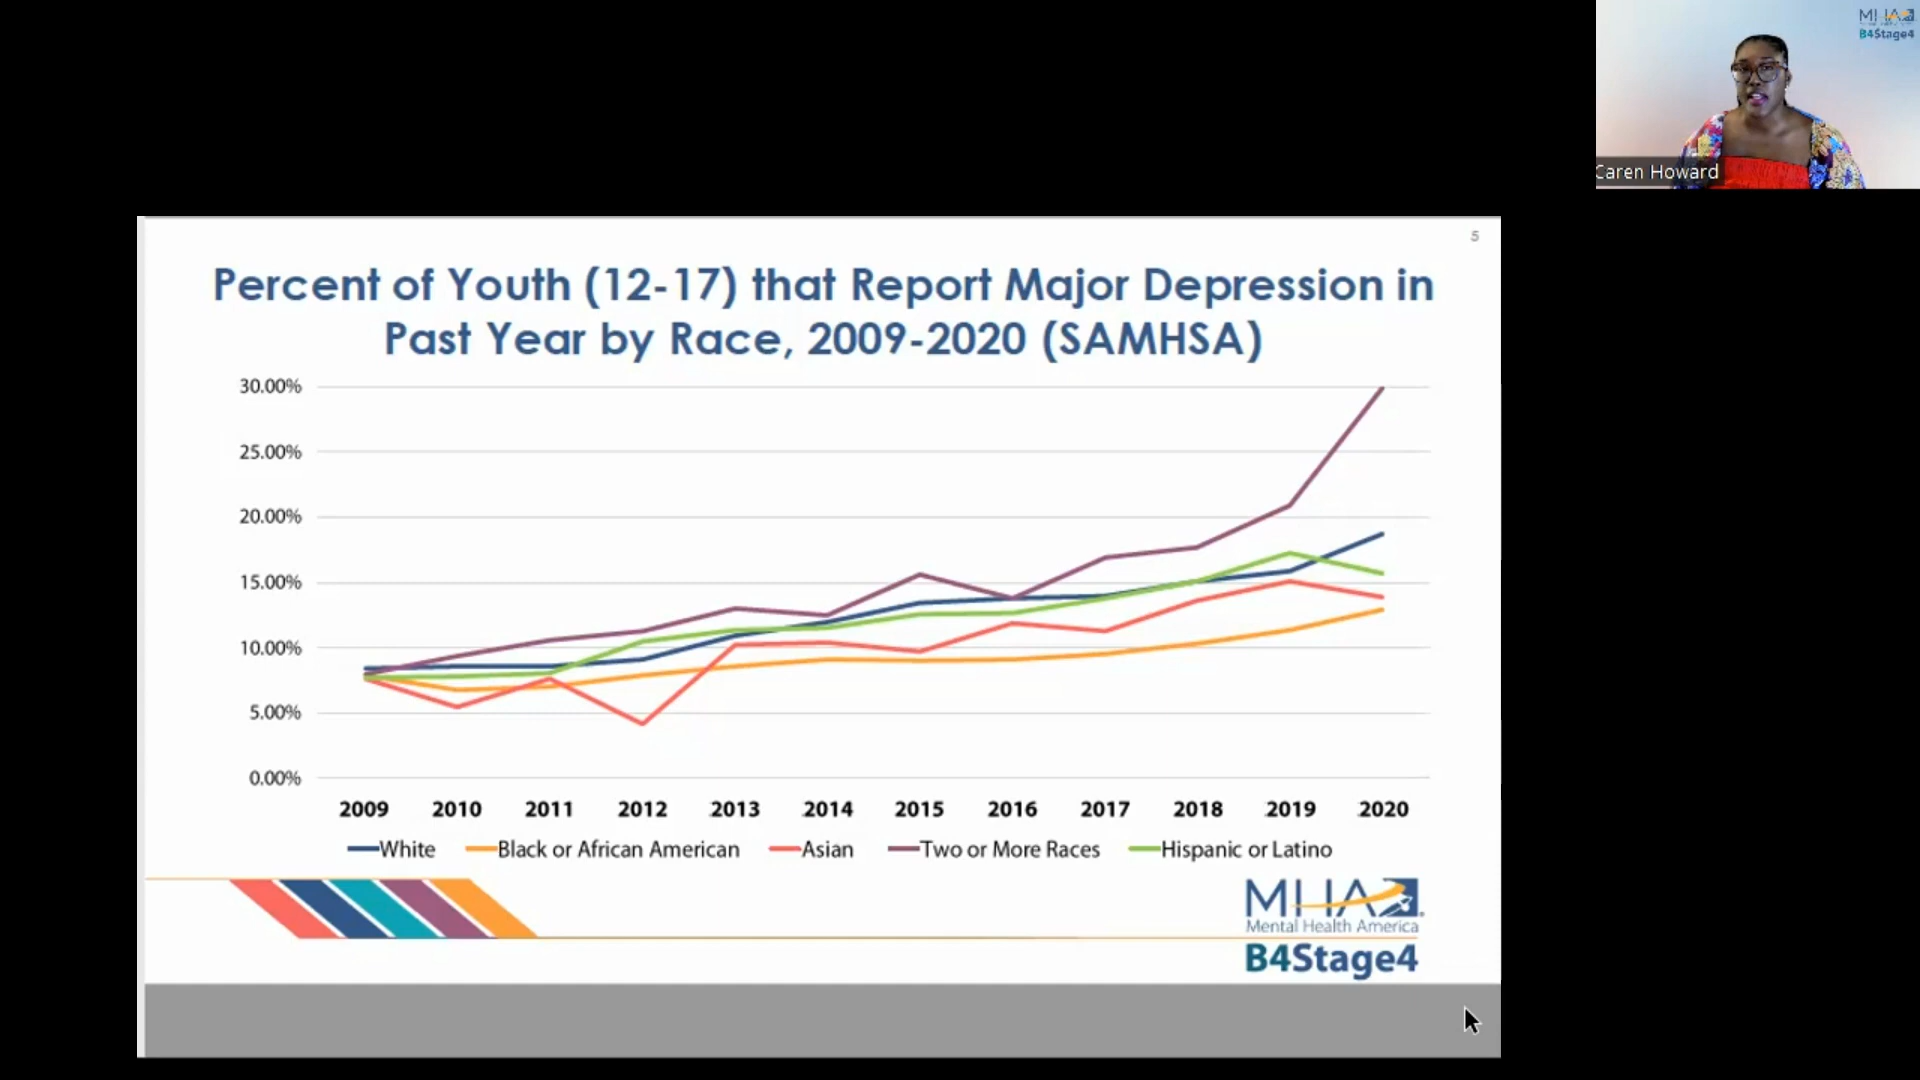 MHA
B4Stage4
Caren Howard
5
Percent of Youth (12-17) that Report Major Depression in
Past Year by Race, 2009-2020 (SAMHSA)
30.00%
25.00%
20.00%
15.00%
10.00%
5.00%
0.00%
2009 2010 2011 2012 2013 2014 2015 2016 2017 2018 2019 2020
White Black or African American Asian Two or More Races Hispanic or Latino
MHA
Mental Health America
B4Stage4